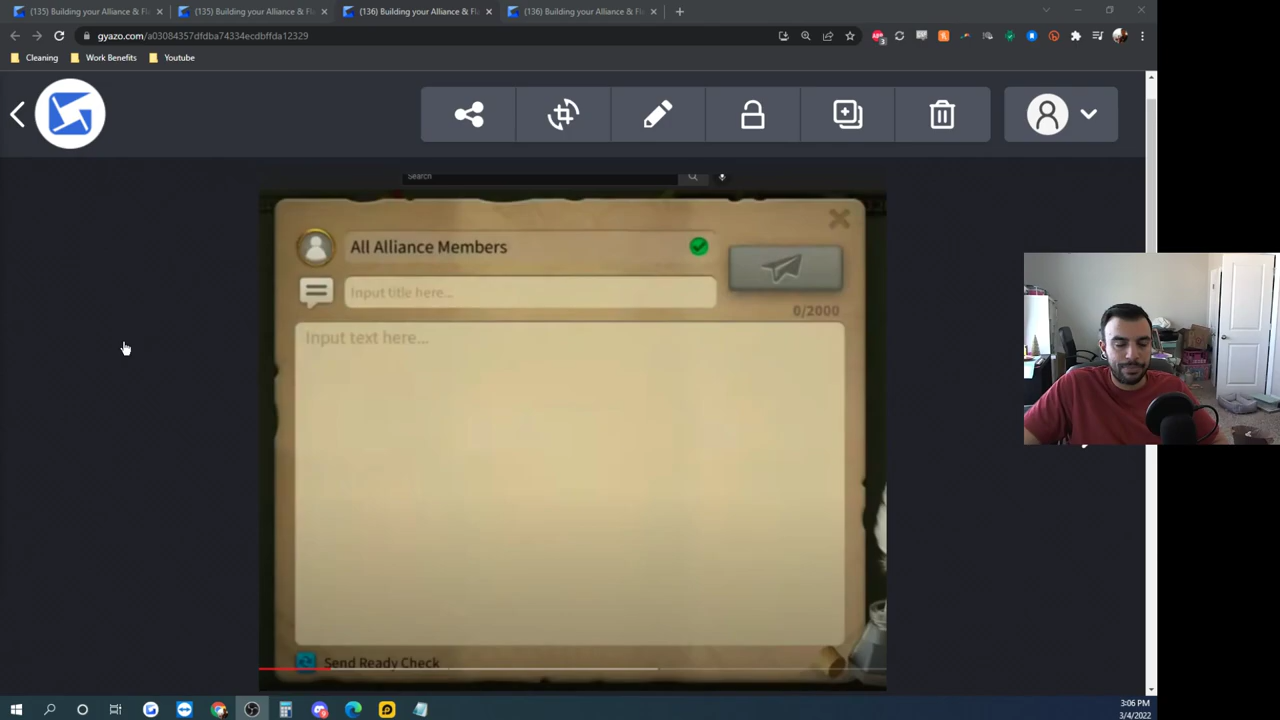 (135) Building your Alliance & Fl
(135) Building your Alliance & Fl
(136) Building your Alliance & Fl
(136) Building your Alliance & Fl
gyazo.com/a03084357dfdba74334ecdbffda12329
Cleaning
Work Benefits
Youtube
Search
All Alliance Members
Input title here...
0/2000
Input text here...
Send Ready Check
3:06 PM
3/4/2022